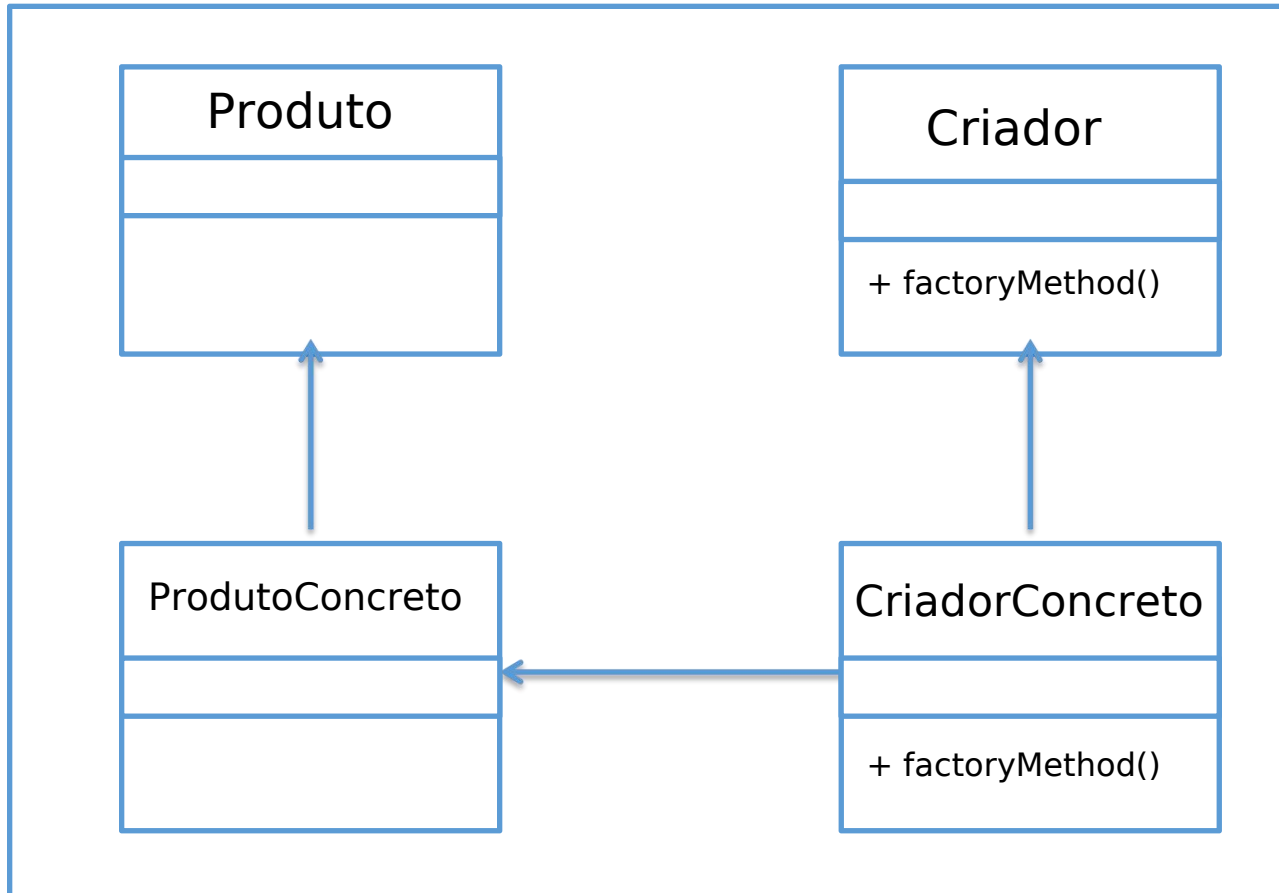 Produto
Criador
+ factoryMethod()
ProdutoConcreto
CriadorConcreto
+ factoryMethod()